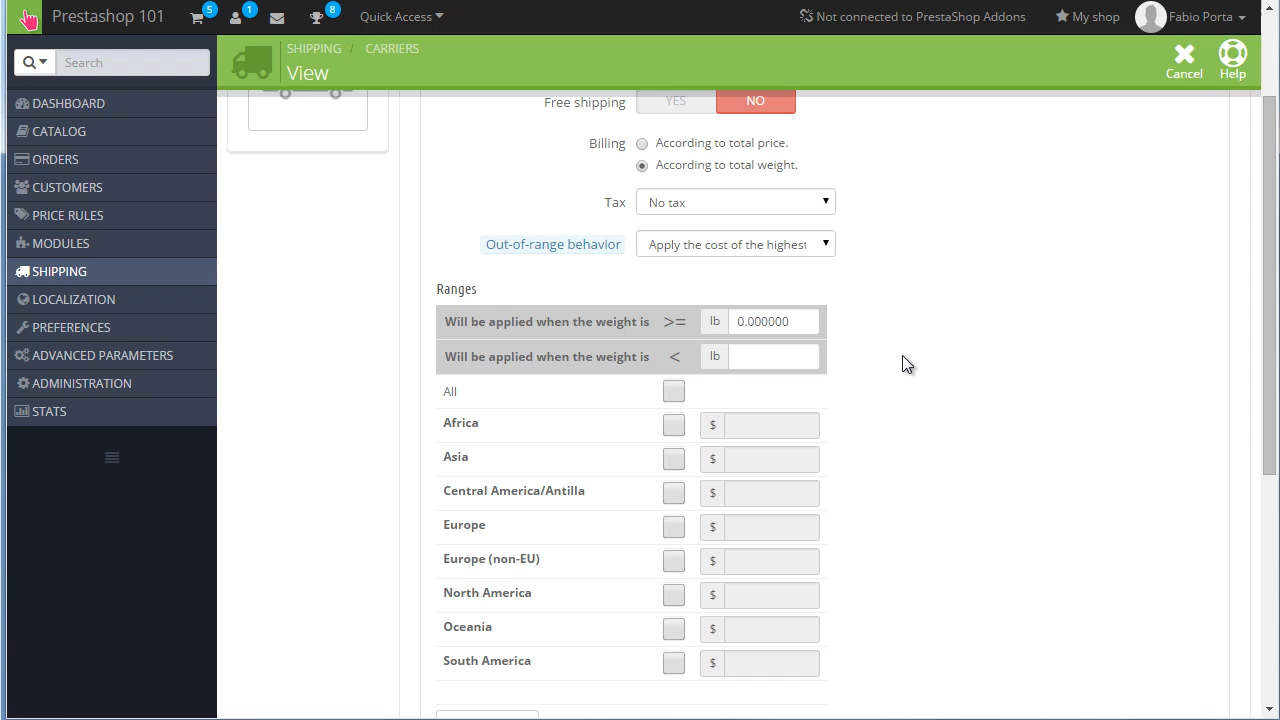 Prestashop 101
5
1
8
Quick Access
Not connected to PrestaShop Addons
My shop
Fabio Porta
Search
SHIPPING / CARRIERS
View
Cancel
Help
DASHBOARD
CATALOG
ORDERS
CUSTOMERS
PRICE RULES
MODULES
SHIPPING
LOCALIZATION
PREFERENCES
ADVANCED PARAMETERS
ADMINISTRATION
STATS
Free shipping YES NO
Billing According to total price.
According to total weight.
Tax No tax
Out-of-range behavior Apply the cost of the highest
Ranges
Will be applied when the weight is >= lb 0.000000
Will be applied when the weight is < lb
All
Africa $
Asia $
Central America/Antilla $
Europe $
Europe (non-EU) $
North America $
Oceania $
South America $